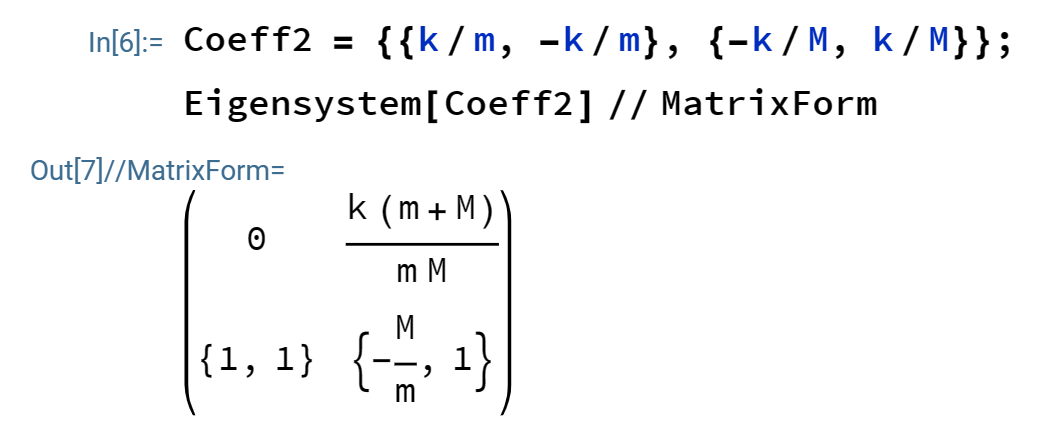 In[6]:= Coeff2 = {{k/m, -k/m}, {-k/M, k/M}};
Eigensystem[Coeff2] // MatrixForm
Out[7]//MatrixForm=
0 k (m + M)
m M
{1, 1} {-M/m, 1}